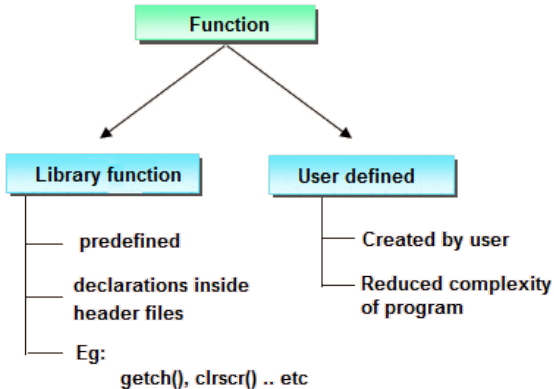 Function
Library function
User defined
predefined
declarations inside
header files
Eg:
getch(), clrscr() .. etc
Created by user
Reduced complexity
of program